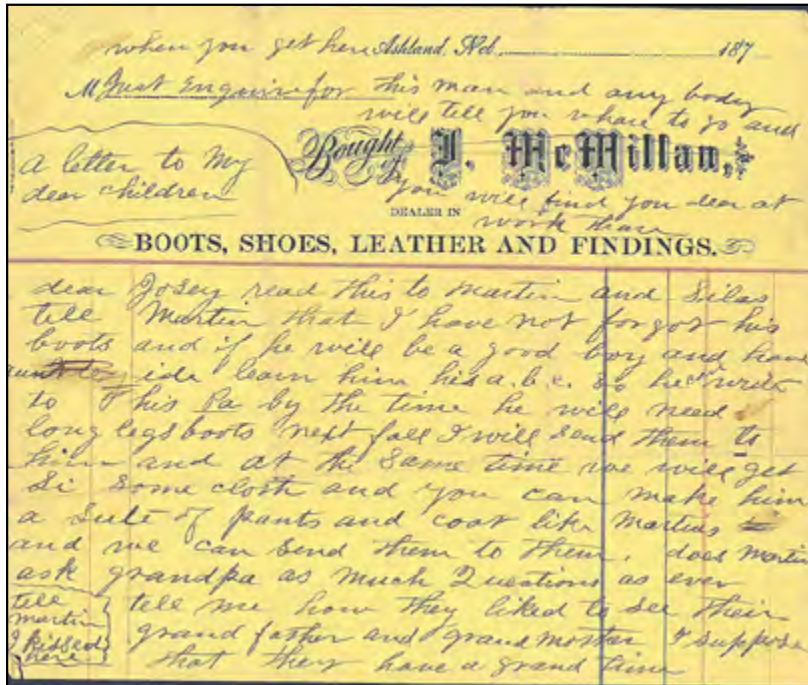 when you get here Ashland, Neb. 187
M Just Enquire for this man and any body
will tell you whare to go and
Bought of J. McMillan,
you will find you dear at
DEALER IN
work thare
BOOTS, SHOES, LEATHER AND FINDINGS.
A letter to My
dear children
dear Josey read this to martin and Silas
tell Martin that I have not forgot his
boots and if he will be a good boy and have
aunt ida learn him his a.b.c. so he write
to his Pa by the time he will need
long legs boots next fall I will send them to
him and at the same time we will get
Si some cloth and you can make him
a Sute of pants and coat like Martins
and we can send them to them. does martin
ask grandpa as much Questions as ever
tell me how they liked to see their
grand father and grand mother I suppose
that they have a grand time
tell
martin
I kissed
here